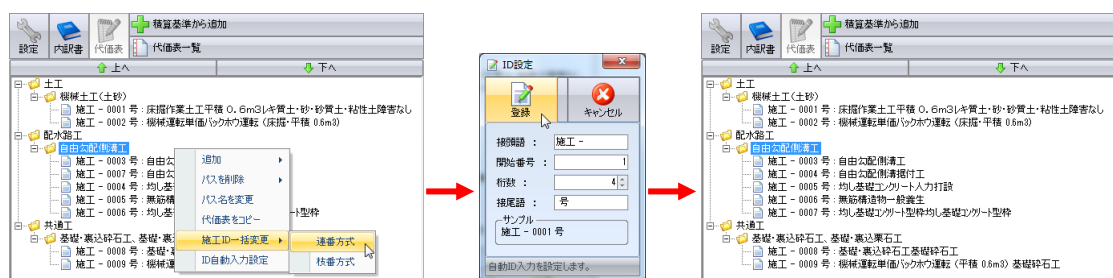 設定
内訳書
代価表
積算基準から追加
代価表一覧
上へ
下へ
土工
機械土工(土砂)
施工 - 0001 号 : 床掘作業土工平積 0．6m3レキ質土・砂・砂質土・粘性土障害なし
施工 - 0002 号 : 機械運転単価バックホウ運転（床掘・平積 0.6m3)
配水路工
自由勾配側溝工
施工 - 0003 号 : 自由勾
施工 - 0007 号 : 自由勾
施工 - 0004 号 : 均し基
施工 - 0005 号 : 無筋構
施工 - 0006 号 : 均し基
ート型枠
共通工
基礎・裏込砕石工、基礎・裏
施工 - 0008 号 : 基礎・裏
施工 - 0009 号 : 機械運
追加
パスを削除
パス名を変更
代価表をコピー
施工ID一括変更
ID自動入力設定
連番方式
枝番方式
ID設定
登録
キャンセル
接頭語 :
施工 -
開始番号 :
1
桁数 :
4
接尾語 :
号
サンプル
施工 - 0001 号
自動ID入力を設定します。
設定
内訳書
代価表
積算基準から追加
代価表一覧
上へ
下へ
土工
機械土工(土砂)
施工 - 0001 号 : 床掘作業土工平積 0．6m3レキ質土・砂・砂質土・粘性土障害なし
施工 - 0002 号 : 機械運転単価バックホウ運転（床掘・平積 0.6m3)
配水路工
自由勾配側溝工
施工 - 0003 号 : 自由勾配側溝工
施工 - 0004 号 : 自由勾配側溝据付工
施工 - 0005 号 : 均し基礎コンクリート人力打設
施工 - 0006 号 : 無筋構造物一般養生
施工 - 0007 号 : 均し基礎コンクリート型枠均し基礎コンクリート型枠
共通工
基礎・裏込砕石工、基礎・裏込栗石工
施工 - 0008 号 : 基礎・裏込砕石工基礎砕石工
施工 - 0009 号 : 機械運転単価バックホウ運転（平積 0.6m3）基礎砕石工